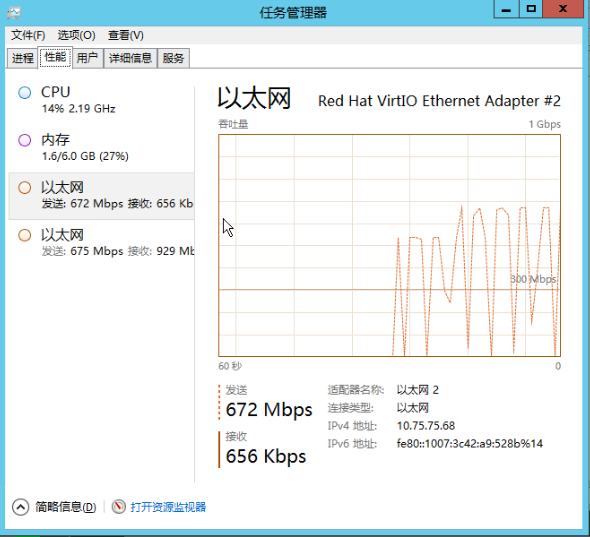 任务管理器
文件(F) 选项(O) 查看(V)
进程 性能 用户 详细信息 服务
CPU
14% 2.19 GHz
内存
1.6/6.0 GB (27%)
以太网
发送: 672 Mbps 接收: 656 Kb
以太网
发送: 675 Mbps 接收: 929 Mb
以太网 Red Hat VirtIO Ethernet Adapter #2
吞吐量 1 Gbps
300 Mbps
60 秒 0
发送
672 Mbps
接收
656 Kbps
适配器名称: 以太网 2
连接类型: 以太网
IPv4 地址: 10.75.75.68
IPv6 地址: fe80::1007:3c42:a9:528b%14
简略信息(D) 打开资源监视器